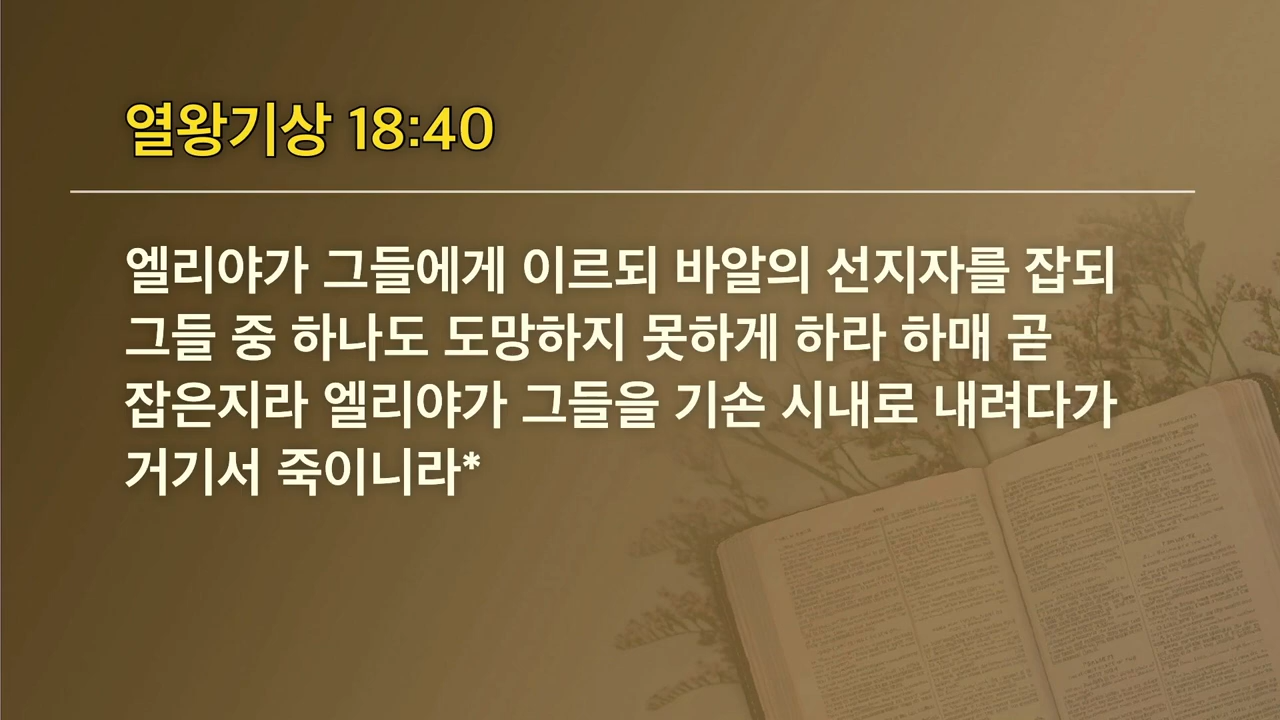 열왕기상 18:40
엘리야가 그들에게 이르되 바알의 선지자를 잡되
그들 중 하나도 도망하지 못하게 하라 하매 곧
잡은지라 엘리야가 그들을 기손 시내로 내려다가
거기서 죽이니라*